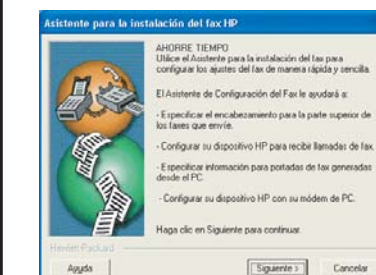 Asistente para la instalación del fax HP
AHORRE TIEMPO
Utilice el Asistente para la instalación del fax para
configurar los ajustes del fax de manera rápida y sencilla.
El Asistente de Configuración del Fax le ayudará a:
- Especificar el encabezamiento para la parte superior de
los faxes que envíe.
- Configurar su dispositivo HP para recibir llamadas de fax.
- Especificar información para portadas de fax generadas
desde el PC.
- Configurar su dispositivo HP con su módem de PC.
Haga clic en Siguiente para continuar.
Hewlett-Packard
Ayuda
Siguiente >
Cancelar